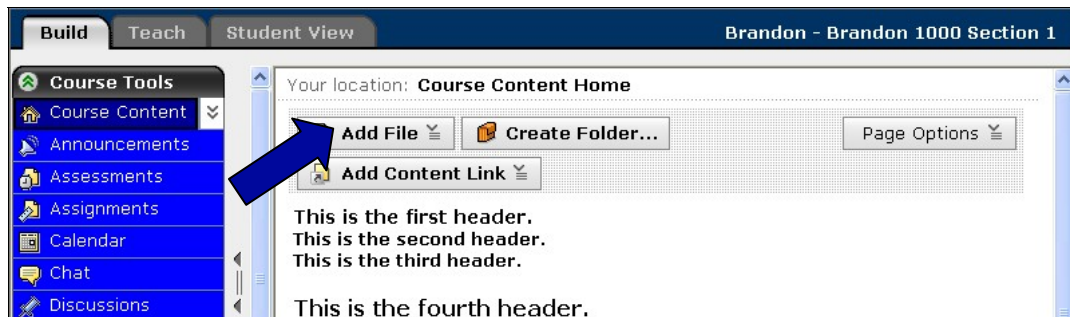 Build Teach Student View Brandon - Brandon 1000 Section 1
Course Tools
Course Content
Announcements
Assessments
Assignments
Calendar
Chat
Discussions
Your location: Course Content Home
Add File Create Folder... Page Options
Add Content Link
This is the first header.
This is the second header.
This is the third header.
This is the fourth header.